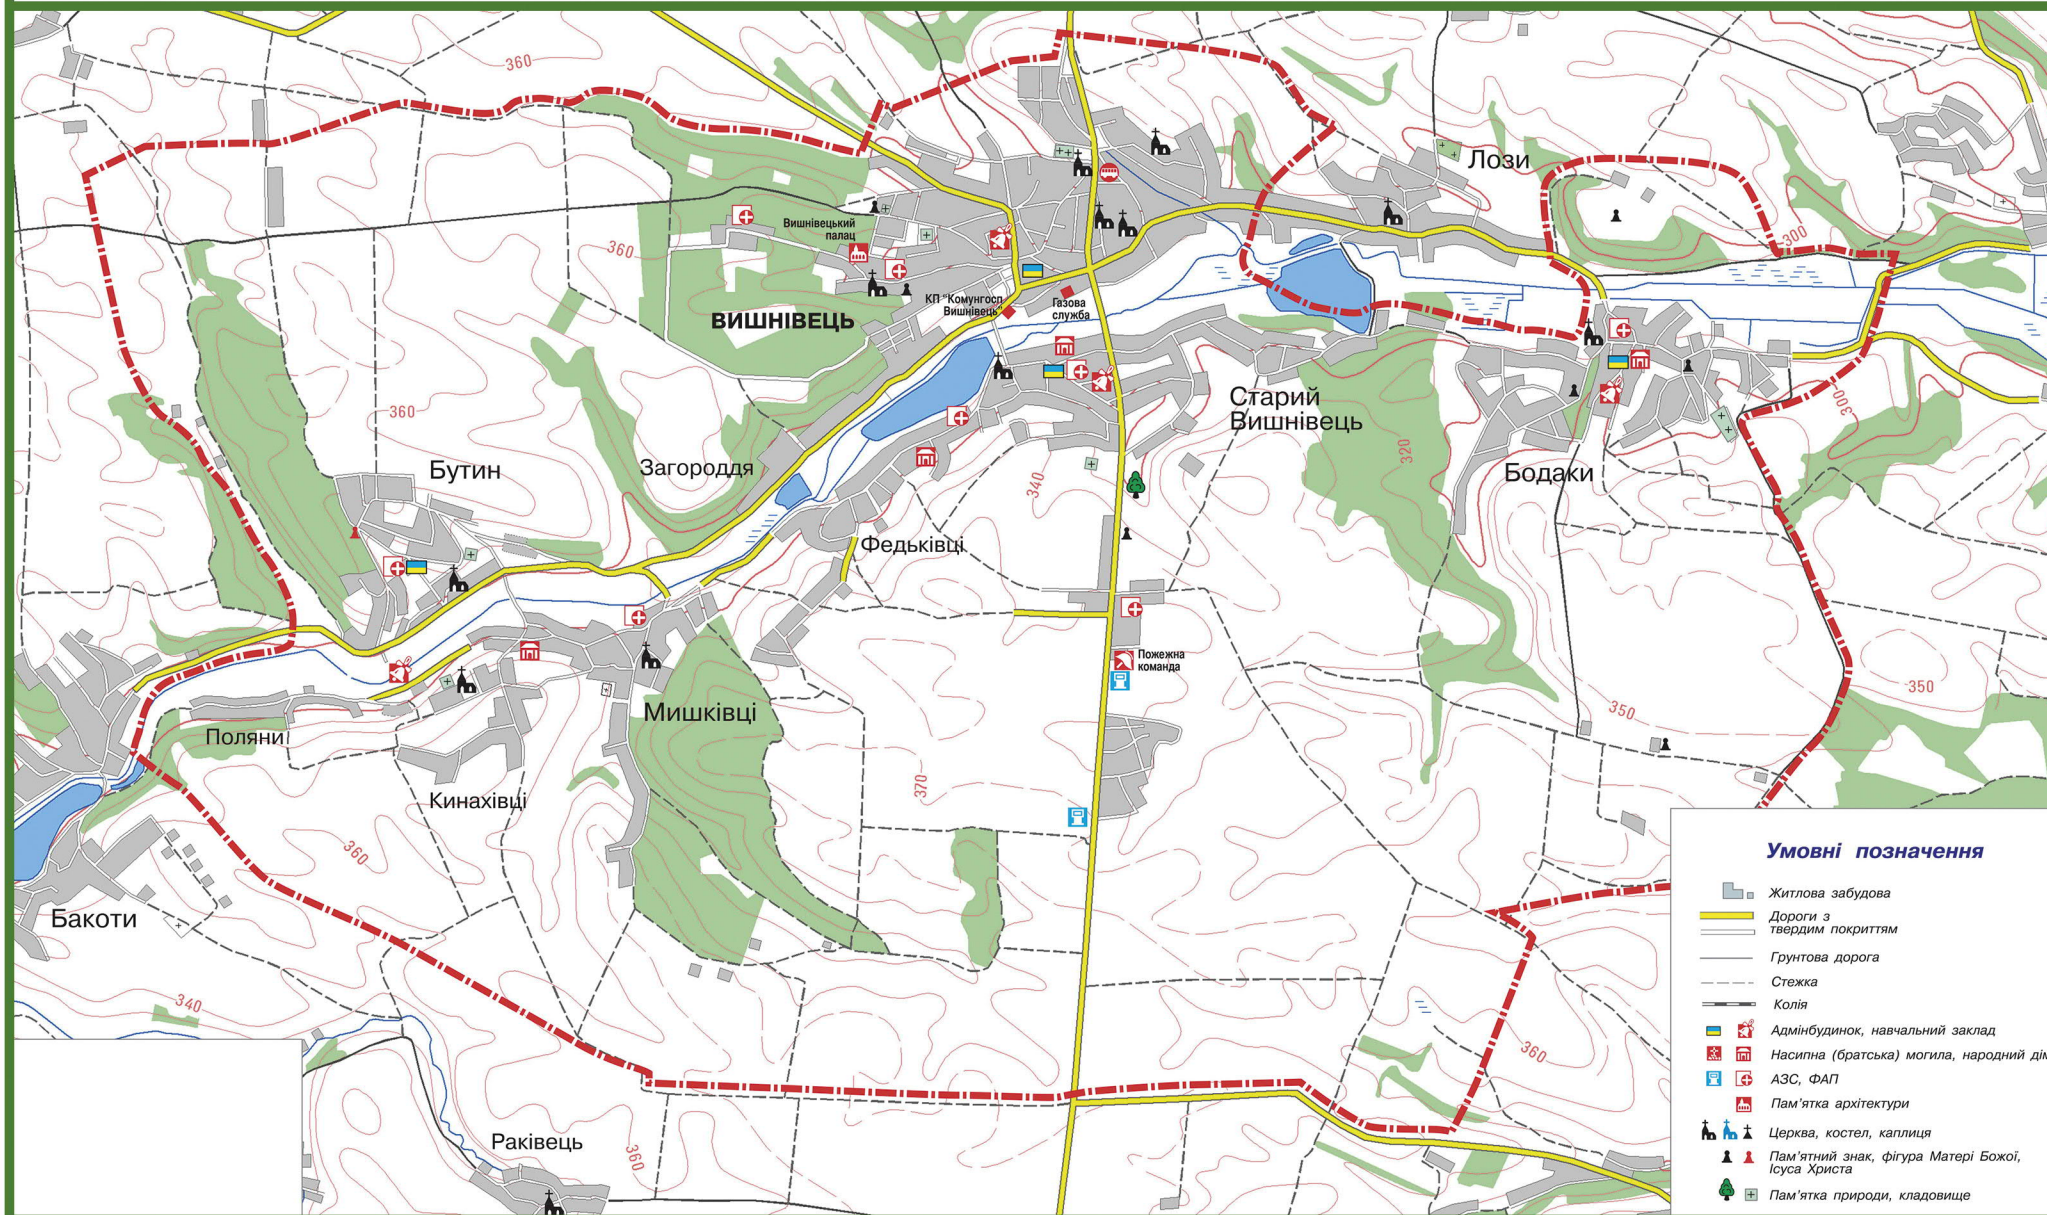 360
Лози
Вишнівецький
палац
300
360
КП "Комунгосп
Вишнівець"
Газова
служба
ВИШНІВЕЦЬ
360
Старий
Вишнівець
300
320
Бутин
Загороддя
340
Бодаки
Федьківці
Пожежна
команда
350
350
Мишківці
Поляни
370
Кинахівці
360
Бакоти
340
360
Раківець
360
Умовні позначення
Житлова забудова
Дороги з
твердим покриттям
Грунтова дорога
Стежка
Колія
Адмінбудинок, навчальний заклад
Насипна (братська) могила, народний дім
АЗС, ФАП
Пам'ятка архітектури
Церква, костел, каплиця
Пам'ятний знак, фігура Матері Божої,
Ісуса Христа
Пам'ятка природи, кладовище